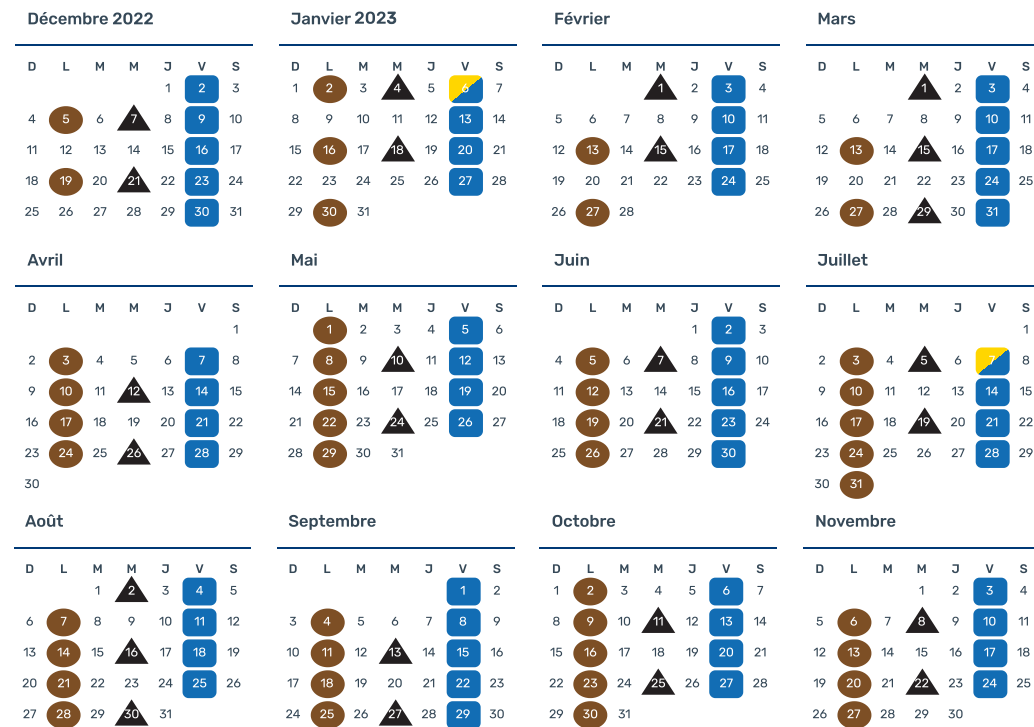 Décembre 2022
D L M M J V S
1 2 3
4 5 6 7 8 9 10
11 12 13 14 15 16 17
18 19 20 21 22 23 24
25 26 27 28 29 30 31
Janvier 2023
D L M M J V S
1 2 3 4 5 6 7
8 9 10 11 12 13 14
15 16 17 18 19 20 21
22 23 24 25 26 27 28
29 30 31
Février
D L M M J V S
1 2 3 4
5 6 7 8 9 10 11
12 13 14 15 16 17 18
19 20 21 22 23 24 25
26 27 28
Mars
D L M M J V S
1 2 3 4
5 6 7 8 9 10 11
12 13 14 15 16 17 18
19 20 21 22 23 24 25
26 27 28 29 30 31
Avril
D L M M J V S
1
2 3 4 5 6 7 8
9 10 11 12 13 14 15
16 17 18 19 20 21 22
23 24 25 26 27 28 29
30
Mai
D L M M J V S
1 2 3 4 5 6
7 8 9 10 11 12 13
14 15 16 17 18 19 20
21 22 23 24 25 26 27
28 29 30 31
Juin
D L M M J V S
1 2 3
4 5 6 7 8 9 10
11 12 13 14 15 16 17
18 19 20 21 22 23 24
25 26 27 28 29 30
Juillet
D L M M J V S
1
2 3 4 5 6 7 8
9 10 11 12 13 14 15
16 17 18 19 20 21 22
23 24 25 26 27 28 29
30 31
Août
D L M M J V S
1 2 3 4 5
6 7 8 9 10 11 12
13 14 15 16 17 18 19
20 21 22 23 24 25 26
27 28 29 30 31
Septembre
D L M M J V S
1 2
3 4 5 6 7 8 9
10 11 12 13 14 15 16
17 18 19 20 21 22 23
24 25 26 27 28 29 30
Octobre
D L M M J V S
1 2 3 4 5 6 7
8 9 10 11 12 13 14
15 16 17 18 19 20 21
22 23 24 25 26 27 28
29 30 31
Novembre
D L M M J V S
1 2 3 4
5 6 7 8 9 10 11
12 13 14 15 16 17 18
19 20 21 22 23 24 25
26 27 28 29 30